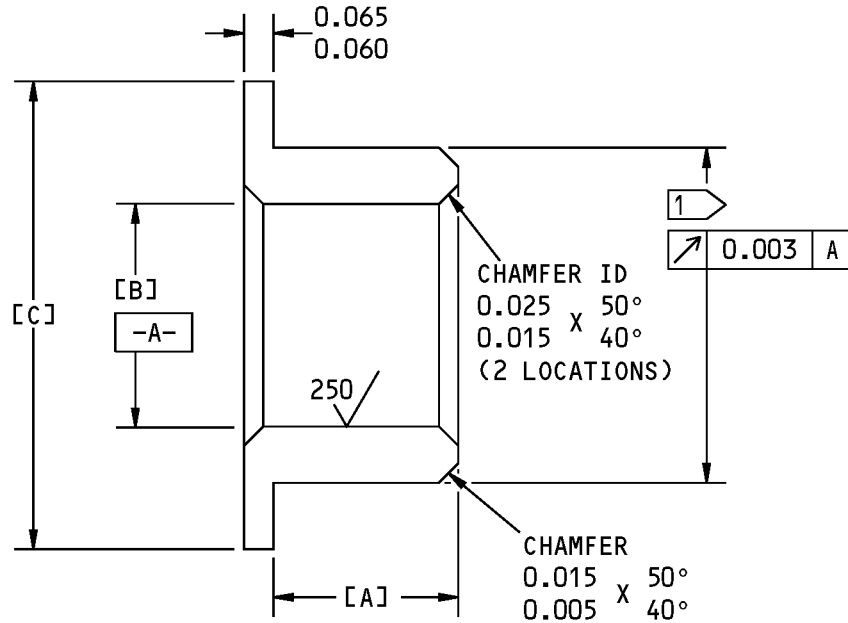 0.065
0.060
1
0.003 A
[B]
[C]
-A-
CHAMFER ID
0.025 X 50°
0.015 40°
(2 LOCATIONS)
250
[A]
CHAMFER
0.015 X 50°
0.005 40°